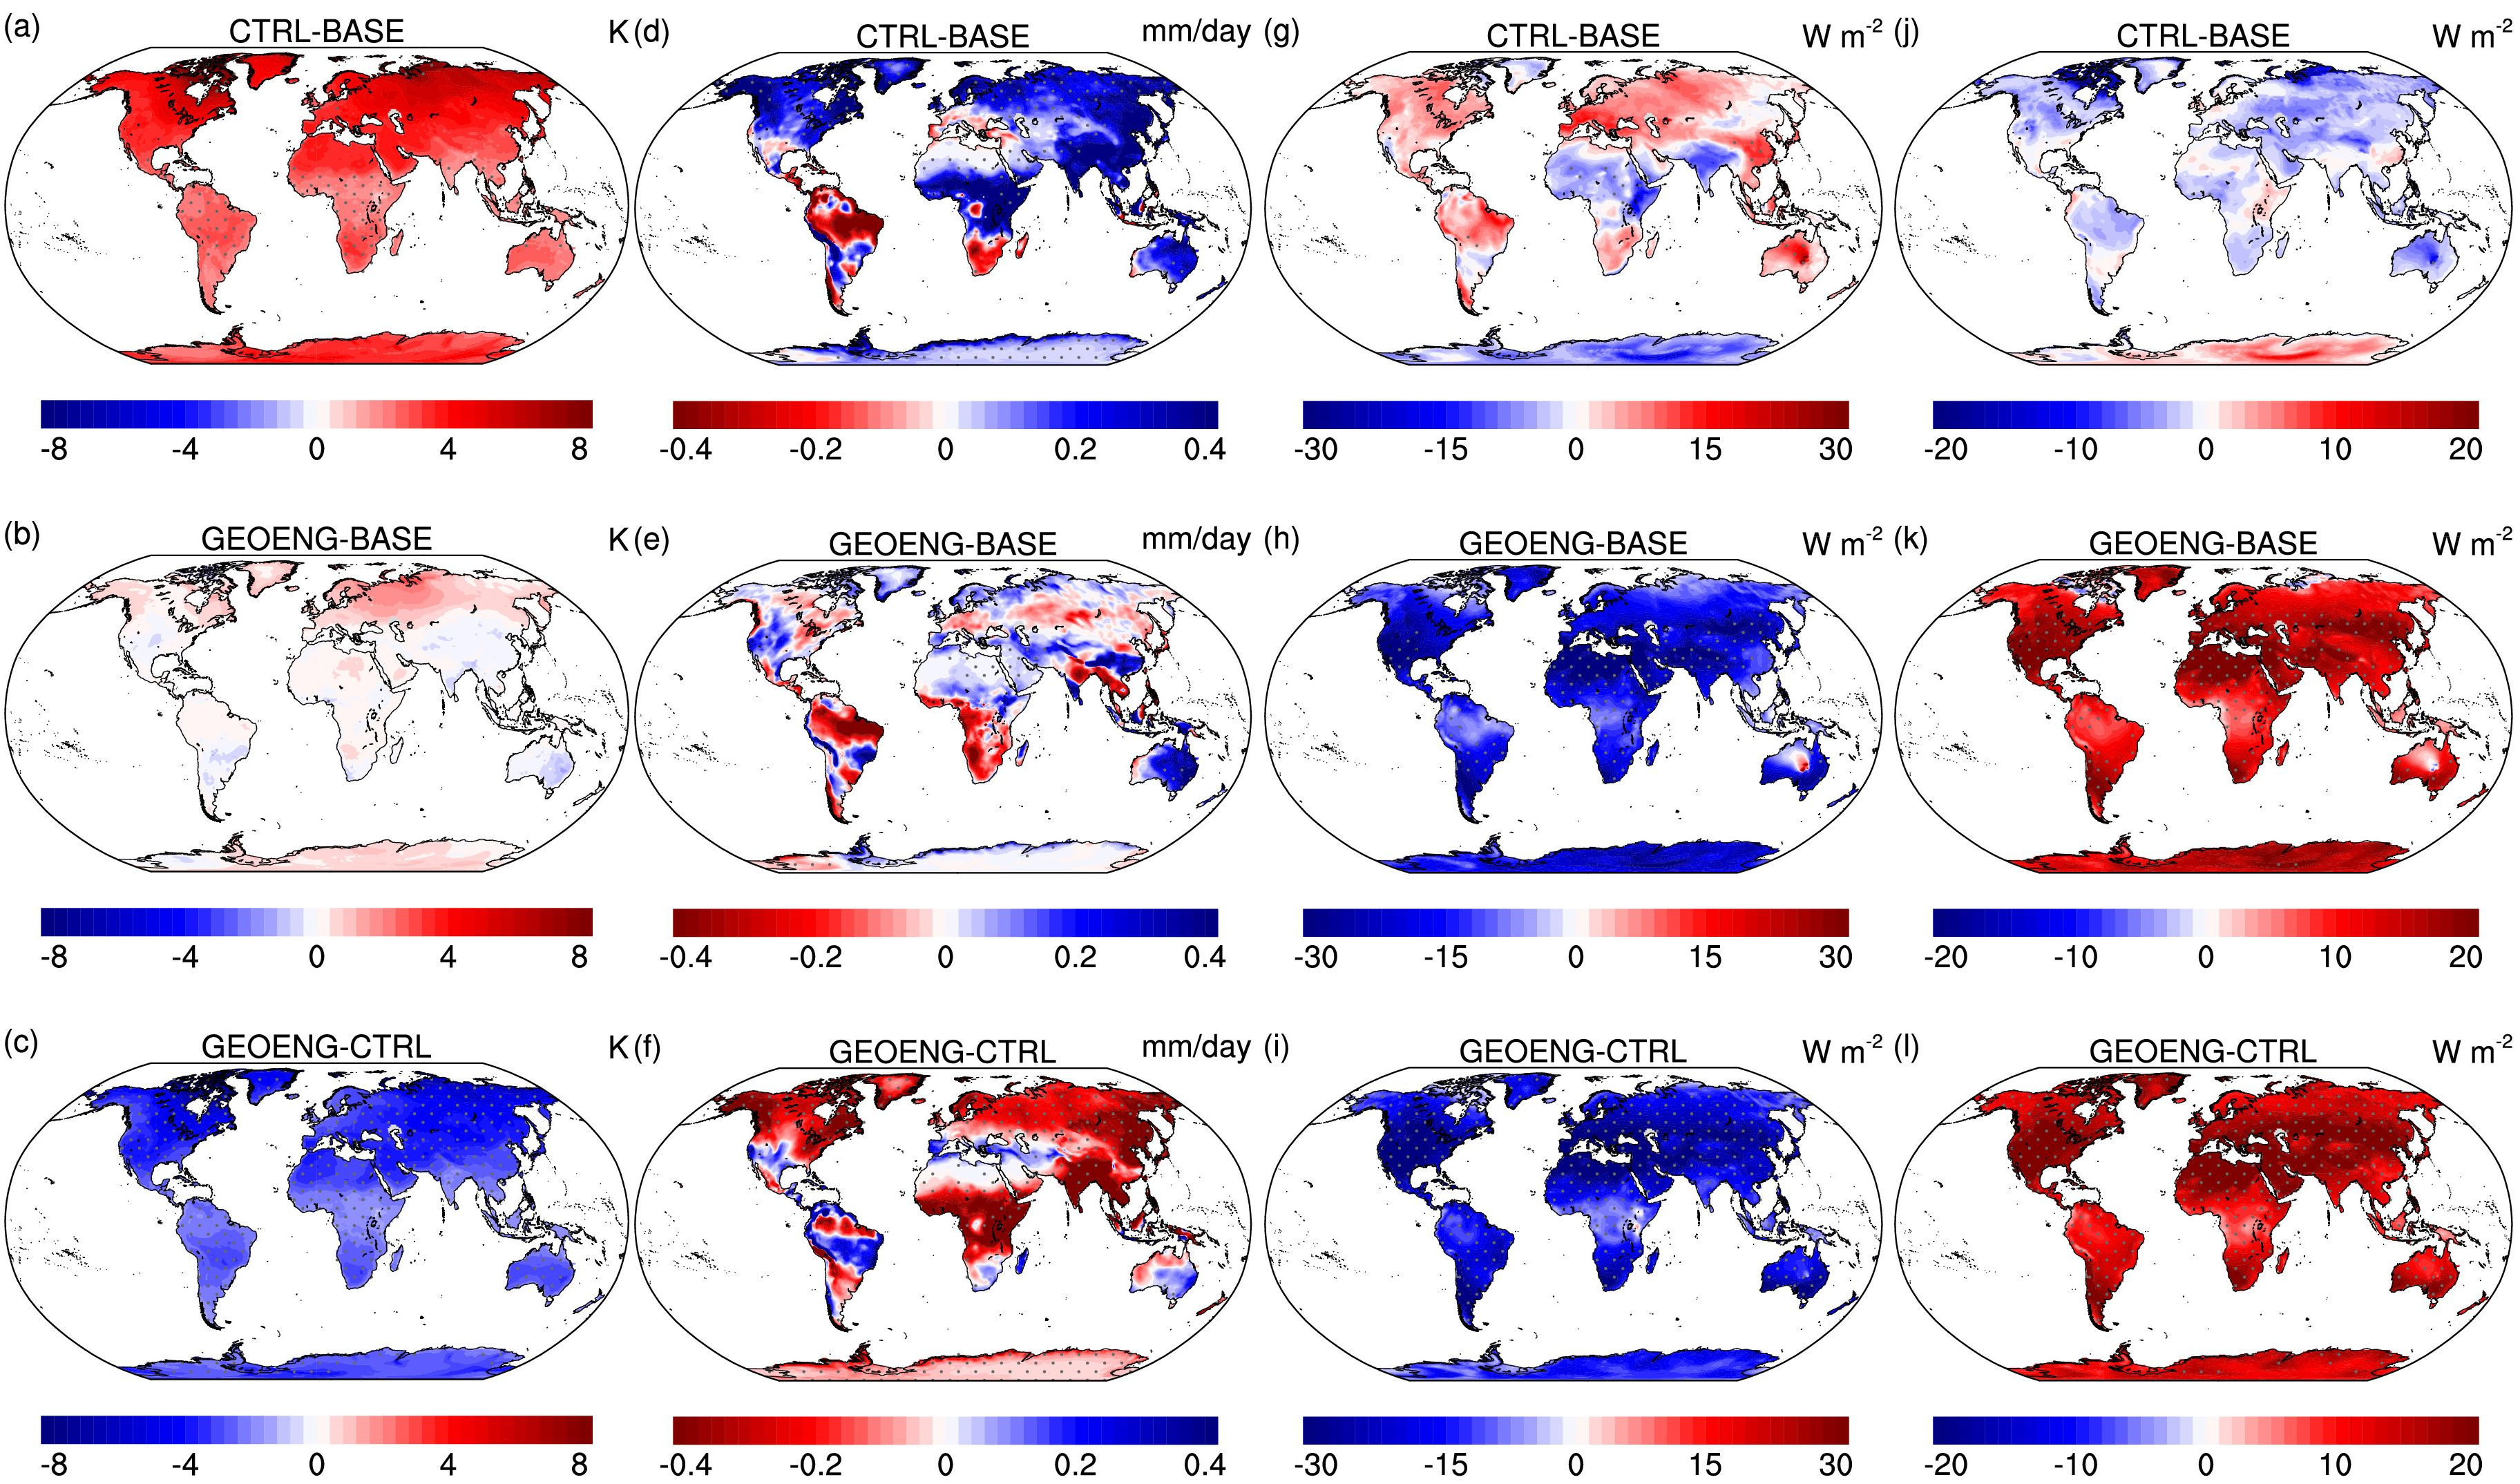 (a) CTRL-BASE K
-8 -4 0 4 8
(d) CTRL-BASE mm/day
-0.4 -0.2 0 0.2 0.4
(g) CTRL-BASE W m-2
-30 -15 0 15 30
(j) CTRL-BASE W m-2
-20 -10 0 10 20
(b) GEOENG-BASE K
-8 -4 0 4 8
(e) GEOENG-BASE mm/day
-0.4 -0.2 0 0.2 0.4
(h) GEOENG-BASE W m-2
-30 -15 0 15 30
(k) GEOENG-BASE W m-2
-20 -10 0 10 20
(c) GEOENG-CTRL K
-8 -4 0 4 8
(f) GEOENG-CTRL mm/day
-0.4 -0.2 0 0.2 0.4
(i) GEOENG-CTRL W m-2
-30 -15 0 15 30
(l) GEOENG-CTRL W m-2
-20 -10 0 10 20